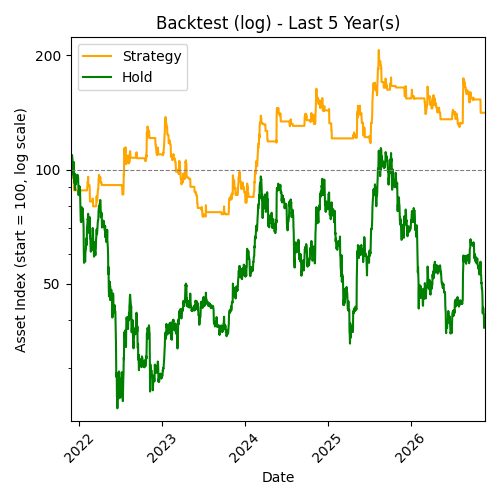 Backtest (log) - Last 5 Year(s)
Strategy
Hold
Asset Index (start = 100, log scale)
200
100
50
2022
2023
2024
2025
2026
Date